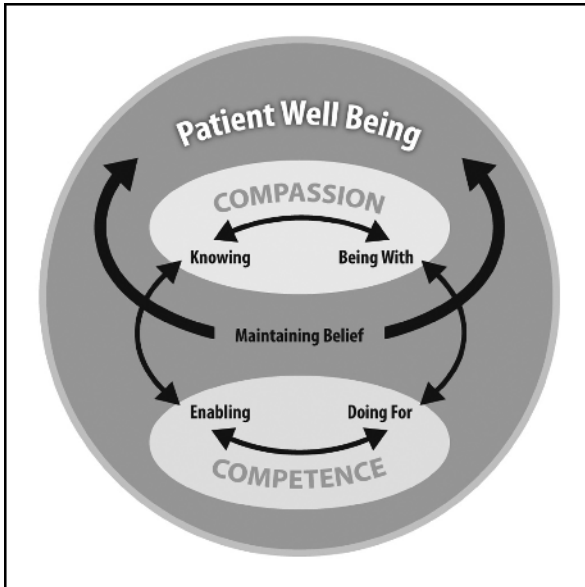 Patient Well Being
COMPASSION
Knowing
Being With
Maintaining Belief
Enabling
Doing For
COMPETENCE